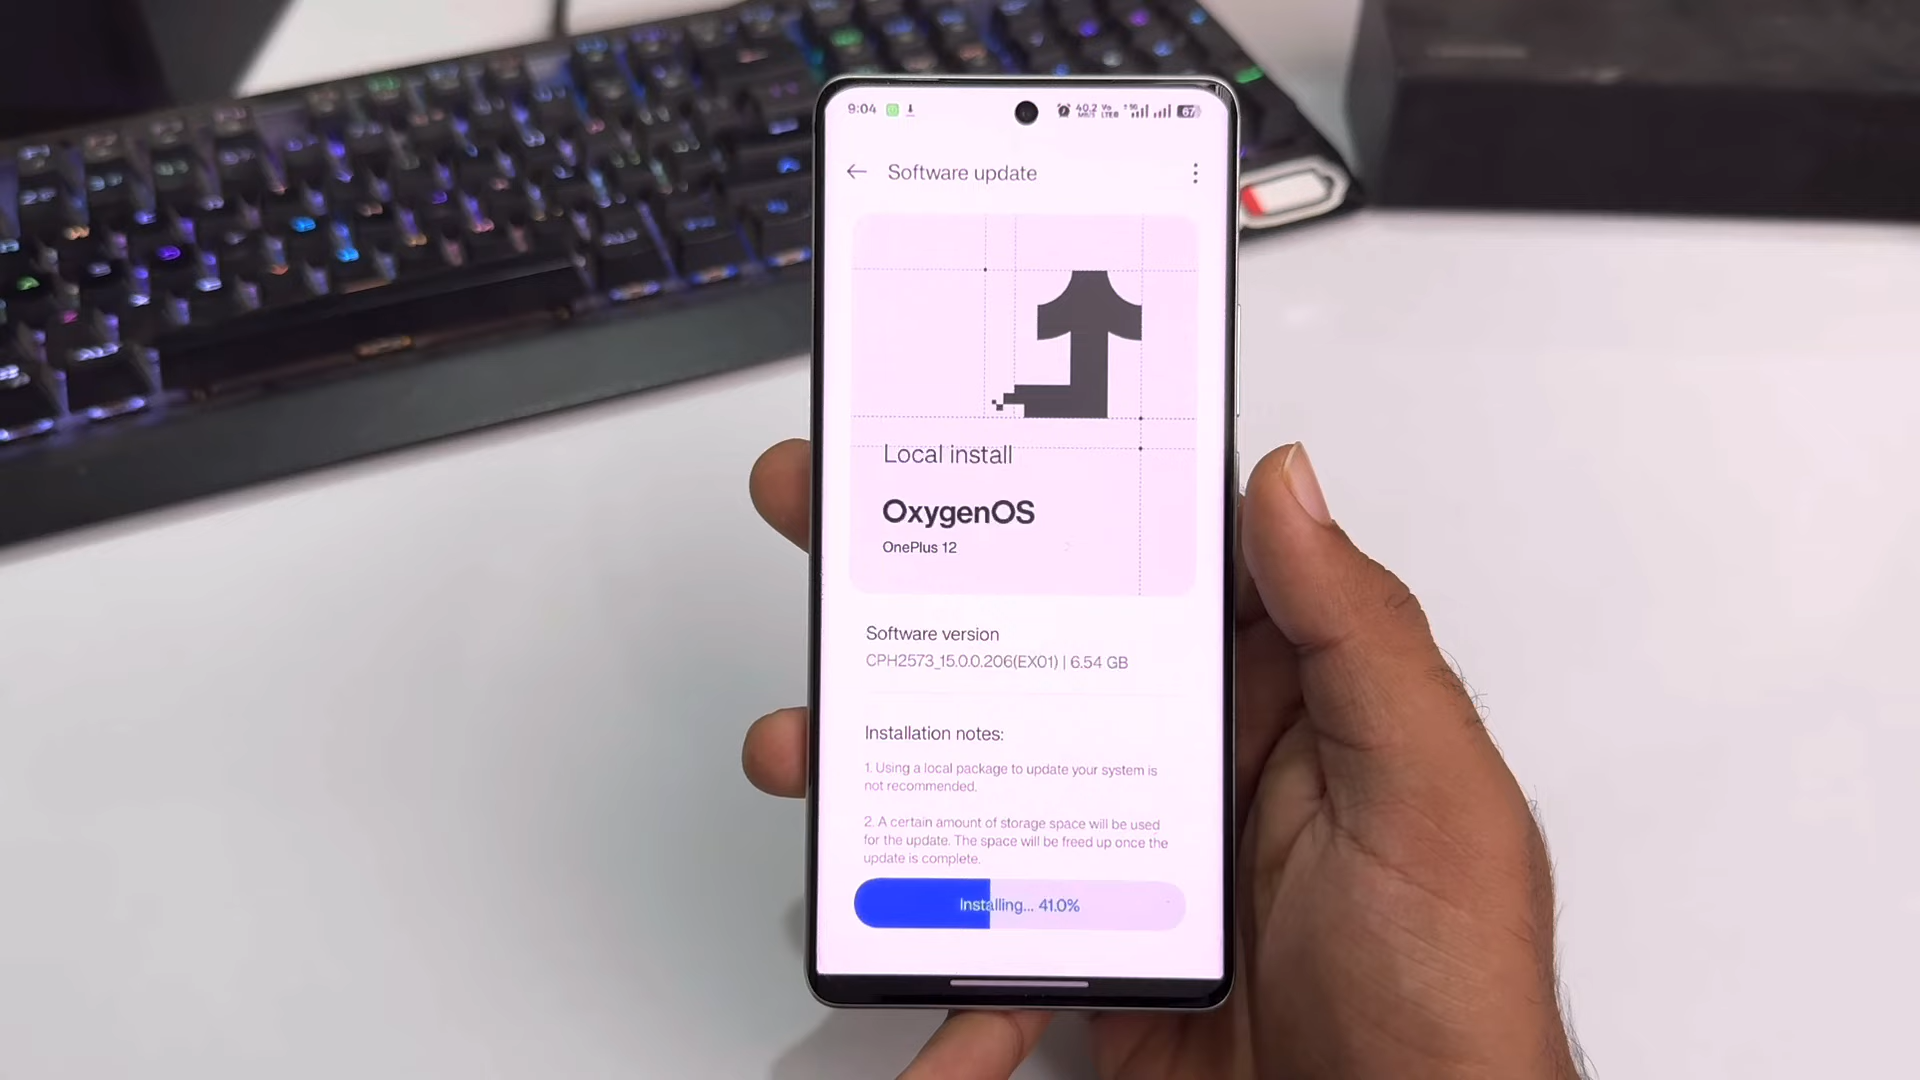 9:04 40.2 67
Software update
Local install
OxygenOS
OnePlus 12
Software version
CPH2573_15.0.0.206(EX01) | 6.54 GB
Installation notes:
1. Using a local package to update your system is
not recommended.
2. A certain amount of storage space will be used
for the update. The space will be freed up once the
update is complete.
Installing... 41.0%